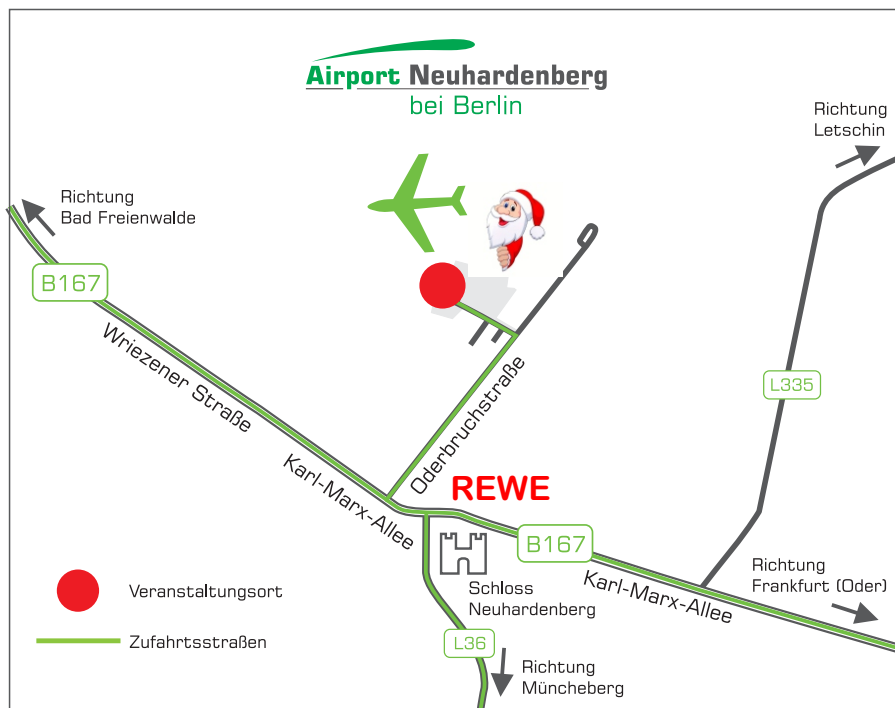 Airport Neuhardenberg
bei Berlin
Richtung
Letschin
Richtung
Bad Freienwalde
B167
Wriezener Straße
L335
Oderbruchstraße
Karl-Marx-Allee
REWE
B167
Karl-Marx-Allee
Richtung
Frankfurt (Oder)
Schloss
Neuhardenberg
Veranstaltungsort
Zufahrtsstraßen
L36
Richtung
Müncheberg